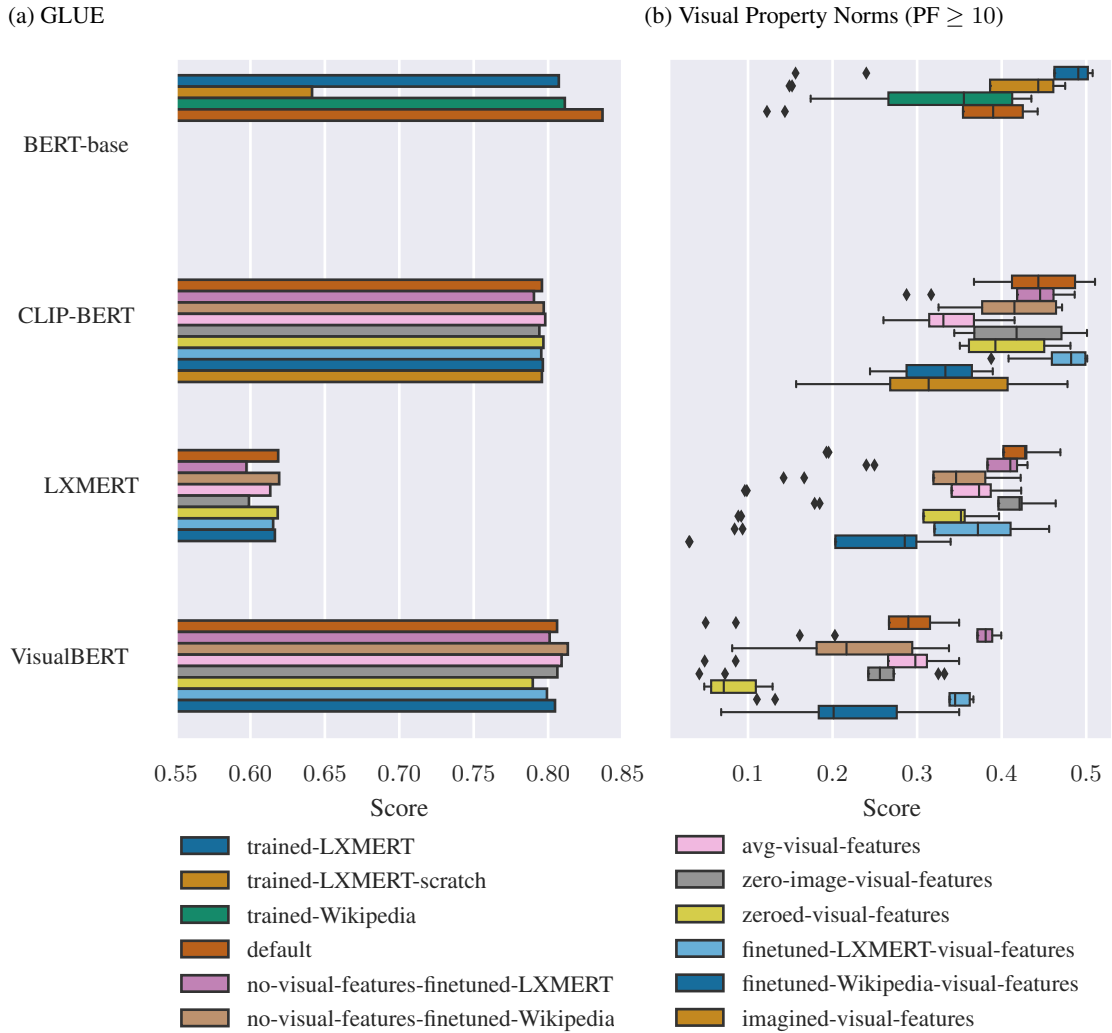 (a) GLUE
(b) Visual Property Norms (PF ≥ 10)
BERT-base
CLIP-BERT
LXMERT
VisualBERT
0.55 0.60 0.65 0.70 0.75 0.80 0.85
0.1 0.2 0.3 0.4 0.5
Score
Score
trained-LXMERT
trained-LXMERT-scratch
trained-Wikipedia
default
no-visual-features-finetuned-LXMERT
no-visual-features-finetuned-Wikipedia
avg-visual-features
zero-image-visual-features
zeroed-visual-features
finetuned-LXMERT-visual-features
finetuned-Wikipedia-visual-features
imagined-visual-features